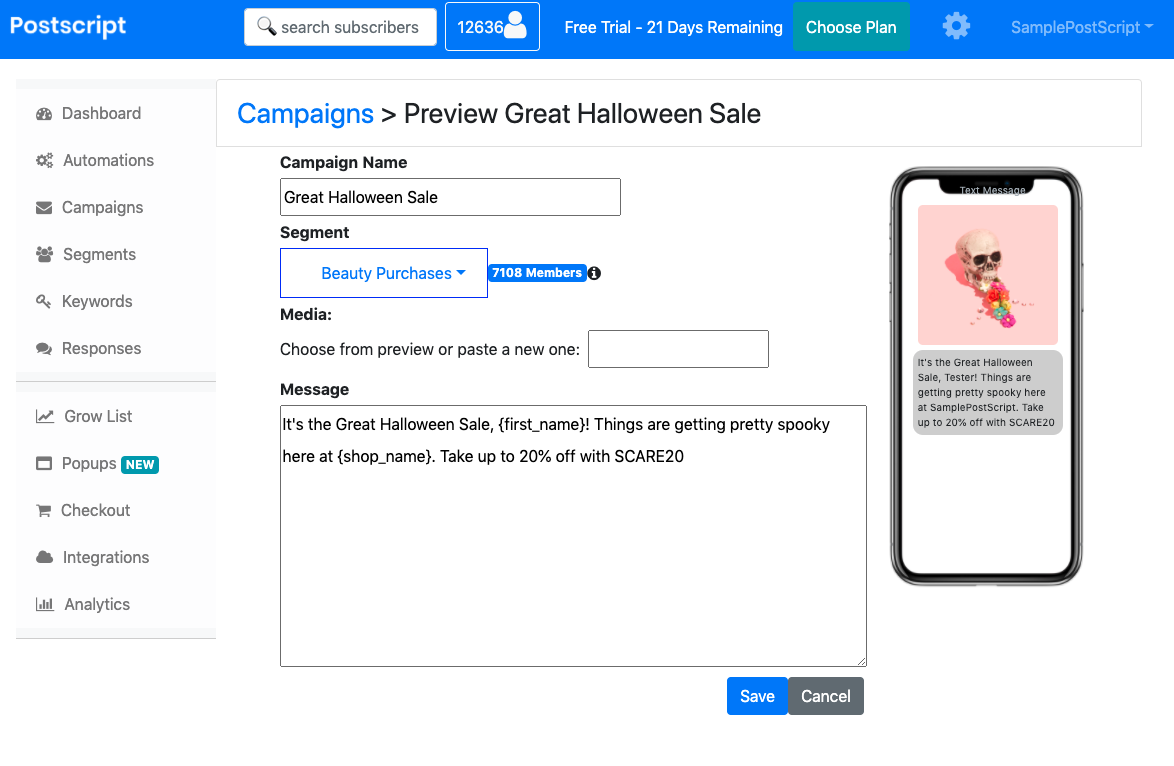 Postscript
search subscribers
12636
Free Trial - 21 Days Remaining
Choose Plan
SamplePostScript
Dashboard
Automations
Campaigns
Segments
Keywords
Responses
Grow List
Popups NEW
Checkout
Integrations
Analytics
Campaigns > Preview Great Halloween Sale
Campaign Name
Great Halloween Sale
Segment
Beauty Purchases
7108 Members
Media:
Choose from preview or paste a new one:
Message
It's the Great Halloween Sale, {first_name}! Things are getting pretty spooky
here at {shop_name}. Take up to 20% off with SCARE20
Save
Cancel
Text Message
It's the Great Halloween
Sale, Tester! Things are
getting pretty spooky here
at SamplePostScript. Take
up to 20% off with SCARE20